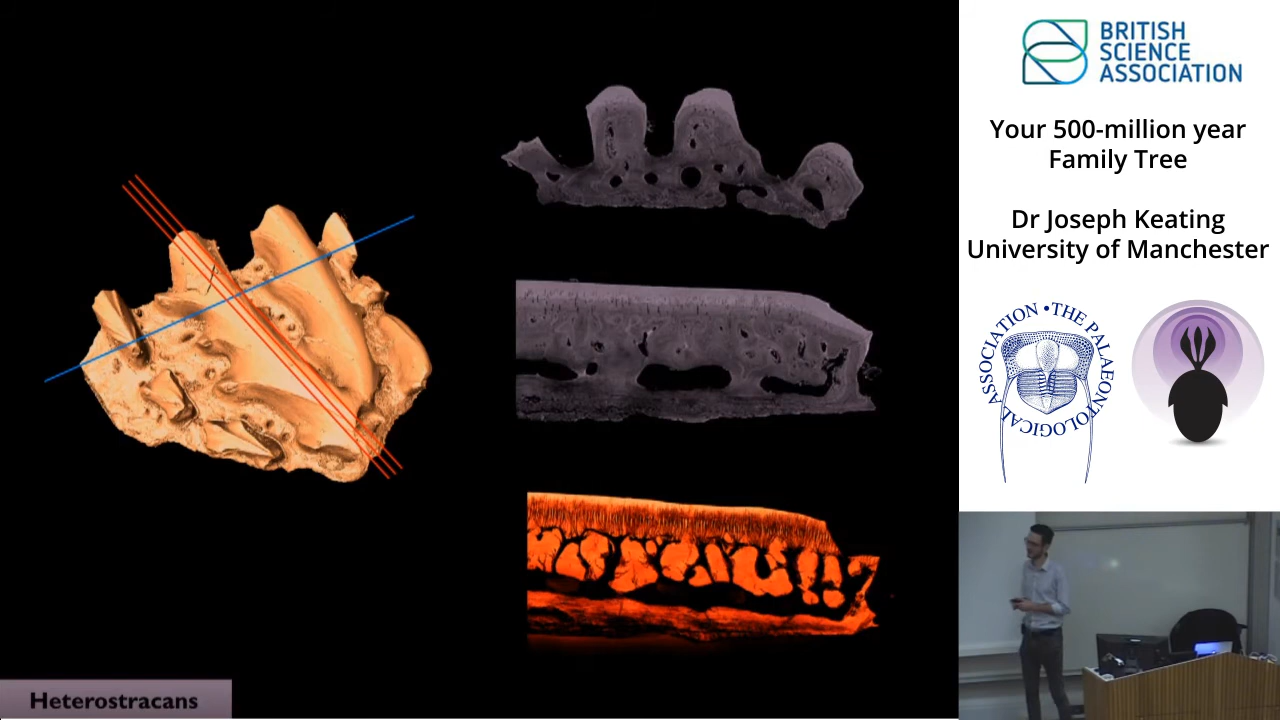 BRITISH
SCIENCE
ASSOCIATION
Your 500-million year
Family Tree
Dr Joseph Keating
University of Manchester
THE PALAEONTOLOGICAL ASSOCIATION •
Heterostracans